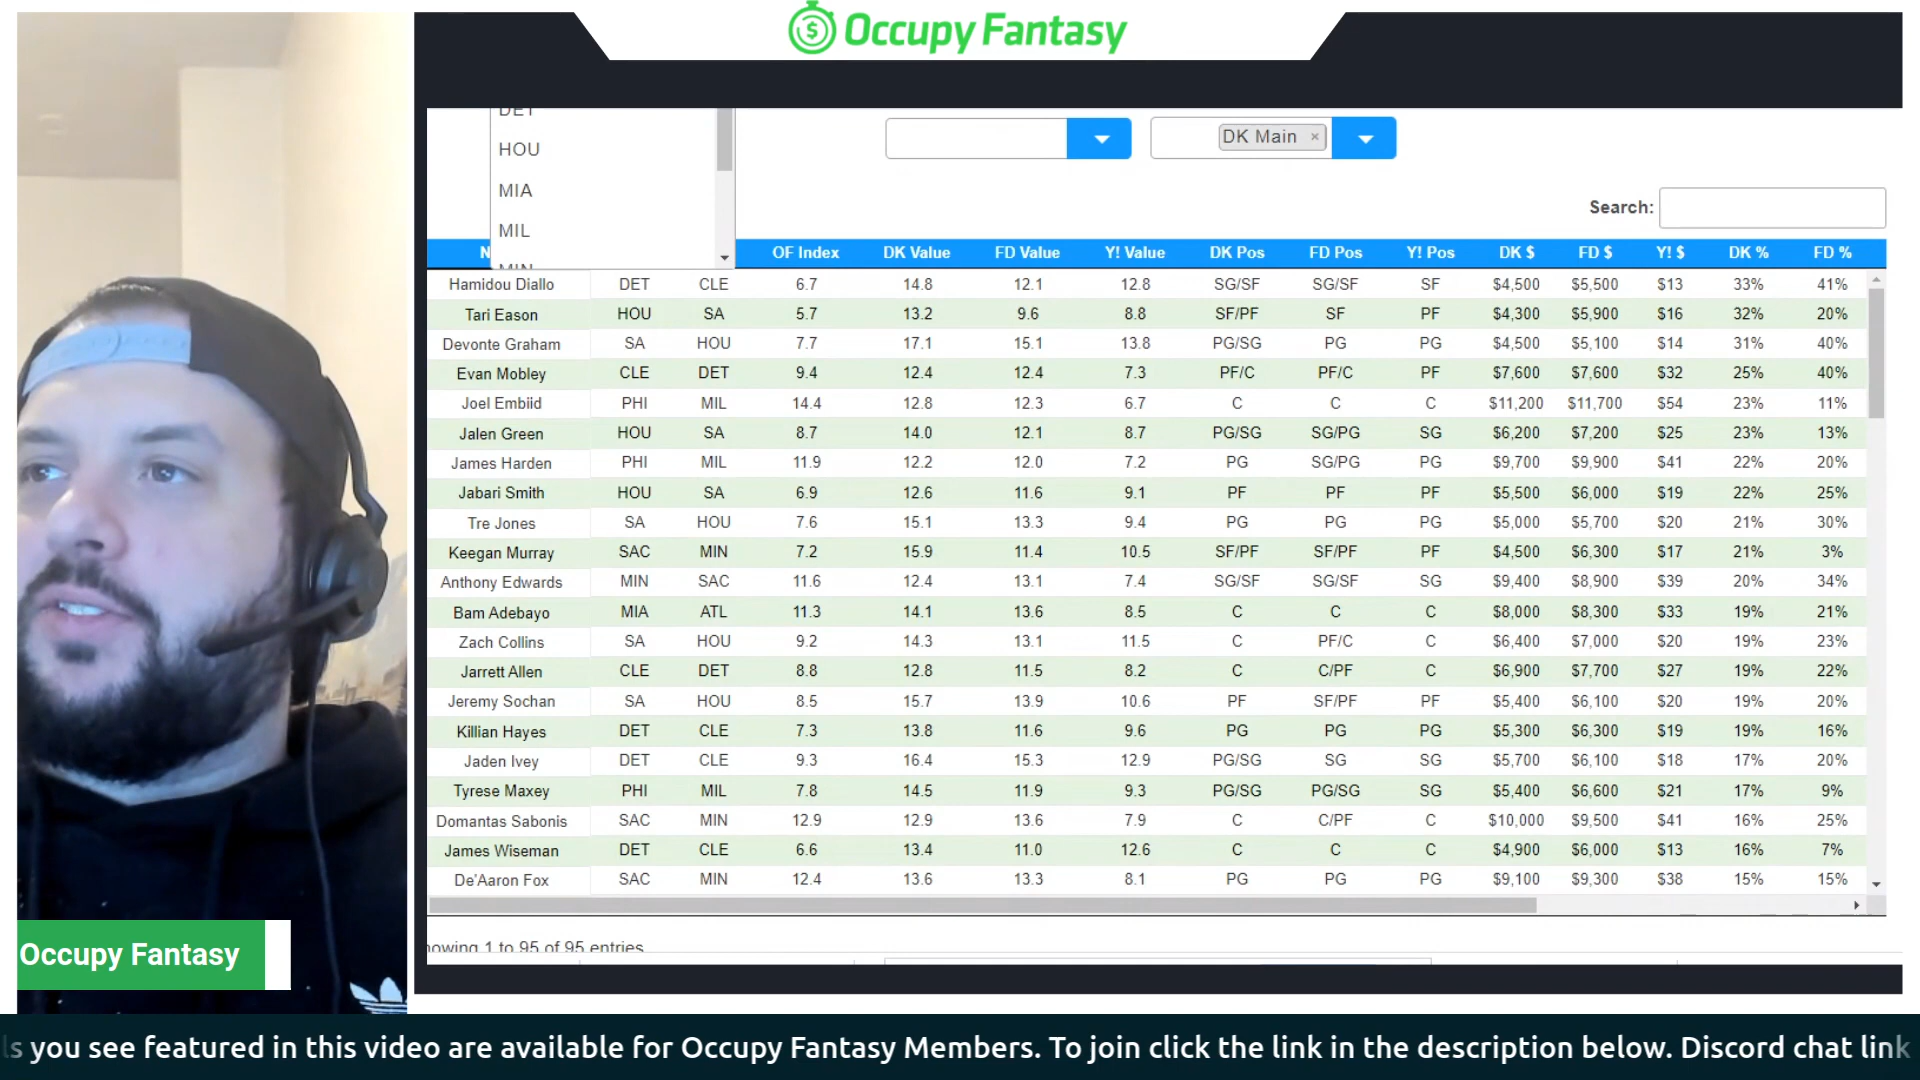 Occupy Fantasy
DET
HOU
MIA
MIL
MIN
DK Main ×
Search:
N OF Index DK Value FD Value Y! Value DK Pos FD Pos Y! Pos DK $ FD $ Y! $ DK % FD %
Hamidou Diallo DET CLE 6.7 14.8 12.1 12.8 SG/SF SG/SF SF $4,500 $5,500 $13 33% 41%
Tari Eason HOU SA 5.7 13.2 9.6 8.8 SF/PF SF PF $4,300 $5,900 $16 32% 20%
Devonte Graham SA HOU 7.7 17.1 15.1 13.8 PG/SG PG PG $4,500 $5,100 $14 31% 40%
Evan Mobley CLE DET 9.4 12.4 12.4 7.3 PF/C PF/C PF $7,600 $7,600 $32 25% 40%
Joel Embiid PHI MIL 14.4 12.8 12.3 6.7 C C C $11,200 $11,700 $54 23% 11%
Jalen Green HOU SA 8.7 14.0 12.1 8.7 PG/SG SG/PG SG $6,200 $7,200 $25 23% 13%
James Harden PHI MIL 11.9 12.2 12.0 7.2 PG SG/PG PG $9,700 $9,900 $41 22% 20%
Jabari Smith HOU SA 6.9 12.6 11.6 9.1 PF PF PF $5,500 $6,000 $19 22% 25%
Tre Jones SA HOU 7.6 15.1 13.3 9.4 PG PG PG $5,000 $5,700 $20 21% 30%
Keegan Murray SAC MIN 7.2 15.9 11.4 10.5 SF/PF SF/PF PF $4,500 $6,300 $17 21% 3%
Anthony Edwards MIN SAC 11.6 12.4 13.1 7.4 SG/SF SG/SF SG $9,400 $8,900 $39 20% 34%
Bam Adebayo MIA ATL 11.3 14.1 13.6 8.5 C C C $8,000 $8,300 $33 19% 21%
Zach Collins SA HOU 9.2 14.3 13.1 11.5 C PF/C C $6,400 $7,000 $20 19% 23%
Jarrett Allen CLE DET 8.8 12.8 11.5 8.2 C C/PF C $6,900 $7,700 $27 19% 22%
Jeremy Sochan SA HOU 8.5 15.7 13.9 10.6 PF SF/PF PF $5,400 $6,100 $20 19% 20%
Killian Hayes DET CLE 7.3 13.8 11.6 9.6 PG PG PG $5,300 $6,300 $19 19% 16%
Jaden Ivey DET CLE 9.3 16.4 15.3 12.9 PG/SG SG SG $5,700 $6,100 $18 17% 20%
Tyrese Maxey PHI MIL 7.8 14.5 11.9 9.3 PG/SG PG/SG SG $5,400 $6,600 $21 17% 9%
Domantas Sabonis SAC MIN 12.9 12.9 13.6 7.9 C C/PF C $10,000 $9,500 $41 16% 25%
James Wiseman DET CLE 6.6 13.4 11.0 12.6 C C C $4,900 $6,000 $13 16% 7%
De'Aaron Fox SAC MIN 12.4 13.6 13.3 8.1 PG PG PG $9,100 $9,300 $38 15% 15%
owing 1 to 95 of 95 entries
Occupy Fantasy
ls you see featured in this video are available for Occupy Fantasy Members. To join click the link in the description below. Discord chat link